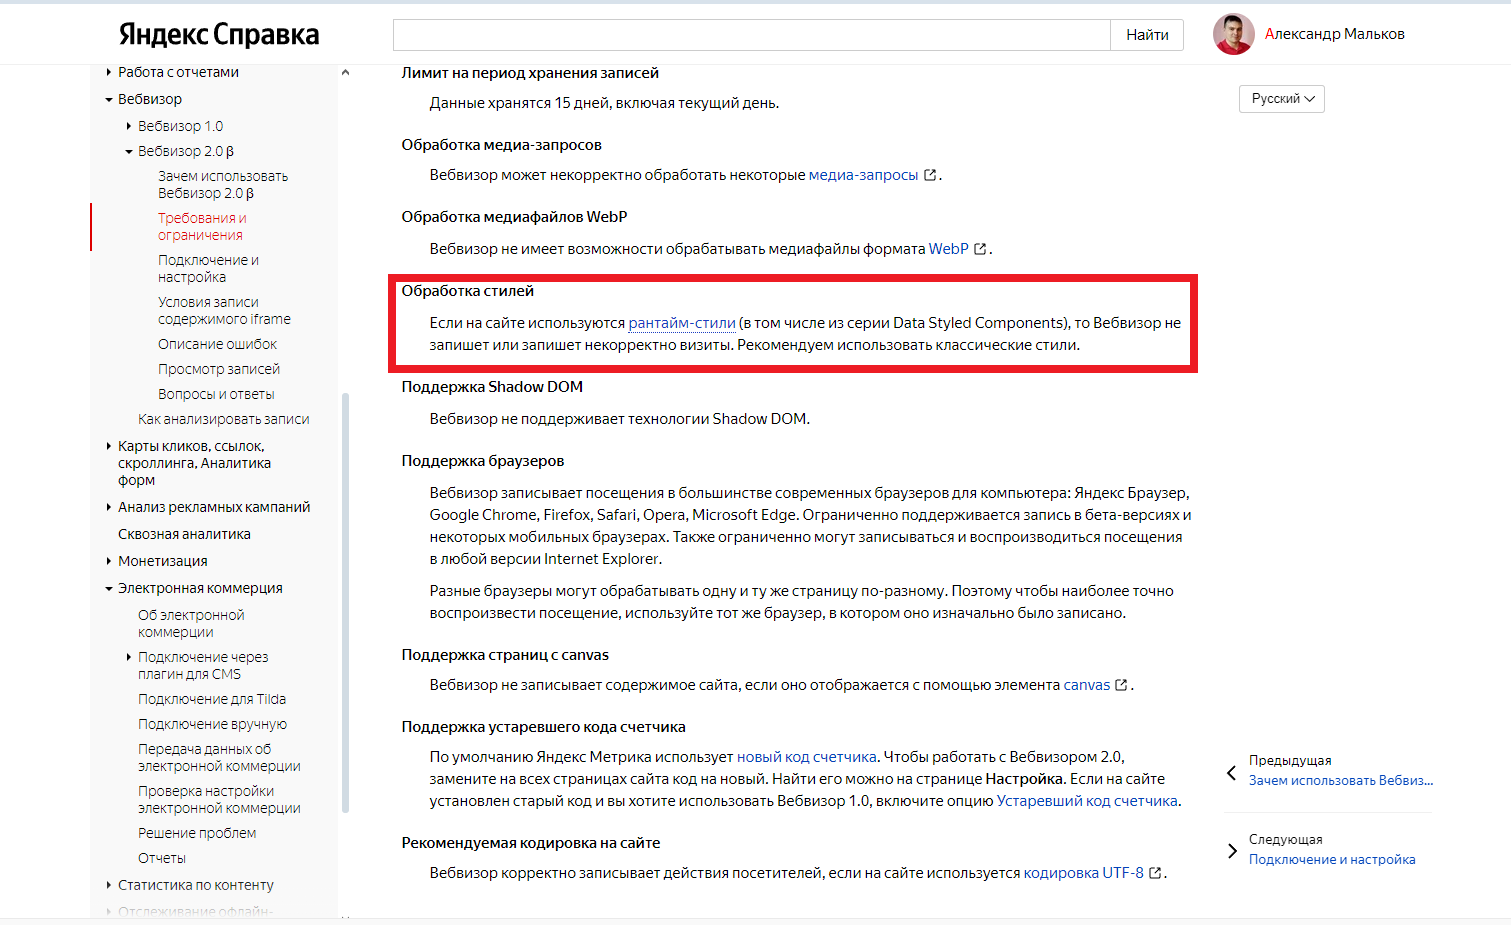 Яндекс Справка
Найти
Александр Мальков
Работа с отчетами
Вебвизор
Вебвизор 1.0
Вебвизор 2.0 β
Зачем использовать
Вебвизор 2.0 β
Требования и
ограничения
Подключение и
настройка
Условия записи
содержимого iframe
Описание ошибок
Просмотр записей
Вопросы и ответы
Как анализировать записи
Карты кликов, ссылок,
скроллинга, Аналитика
форм
Анализ рекламных кампаний
Сквозная аналитика
Монетизация
Электронная коммерция
Об электронной
коммерции
Подключение через
плагин для CMS
Подключение для Tilda
Подключение вручную
Передача данных об
электронной коммерции
Проверка настройки
электронной коммерции
Решение проблем
Отчеты
Статистика по контенту
Отслеживание офлайн-
Лимит на период хранения записей
Данные хранятся 15 дней, включая текущий день.
Обработка медиа-запросов
Вебвизор может некорректно обработать некоторые медиа-запросы.
Обработка медиафайлов WebP
Вебвизор не имеет возможности обрабатывать медиафайлы формата WebP.
Обработка стилей
Если на сайте используются рантайм-стили (в том числе из серии Data Styled Components), то Вебвизор не
запишет или запишет некорректно визиты. Рекомендуем использовать классические стили.
Поддержка Shadow DOM
Вебвизор не поддерживает технологии Shadow DOM.
Поддержка браузеров
Вебвизор записывает посещения в большинстве современных браузеров для компьютера: Яндекс Браузер,
Google Chrome, Firefox, Safari, Opera, Microsoft Edge. Ограниченно поддерживается запись в бета-версиях и
некоторых мобильных браузерах. Также ограниченно могут записываться и воспроизводиться посещения
в любой версии Internet Explorer.
Разные браузеры могут обрабатывать одну и ту же страницу по-разному. Поэтому чтобы наиболее точно
воспроизвести посещение, используйте тот же браузер, в котором оно изначально было записано.
Поддержка страниц с canvas
Вебвизор не записывает содержимое сайта, если оно отображается с помощью элемента canvas.
Поддержка устаревшего кода счетчика
По умолчанию Яндекс Метрика использует новый код счетчика. Чтобы работать с Вебвизором 2.0,
замените на всех страницах сайта код на новый. Найти его можно на странице Настройка. Если на сайте
установлен старый код и вы хотите использовать Вебвизор 1.0, включите опцию Устаревший код счетчика.
Рекомендуемая кодировка на сайте
Вебвизор корректно записывает действия посетителей, если на сайте используется кодировка UTF-8.
Русский
Предыдущая
Зачем использовать Вебвиз...
Следующая
Подключение и настройка